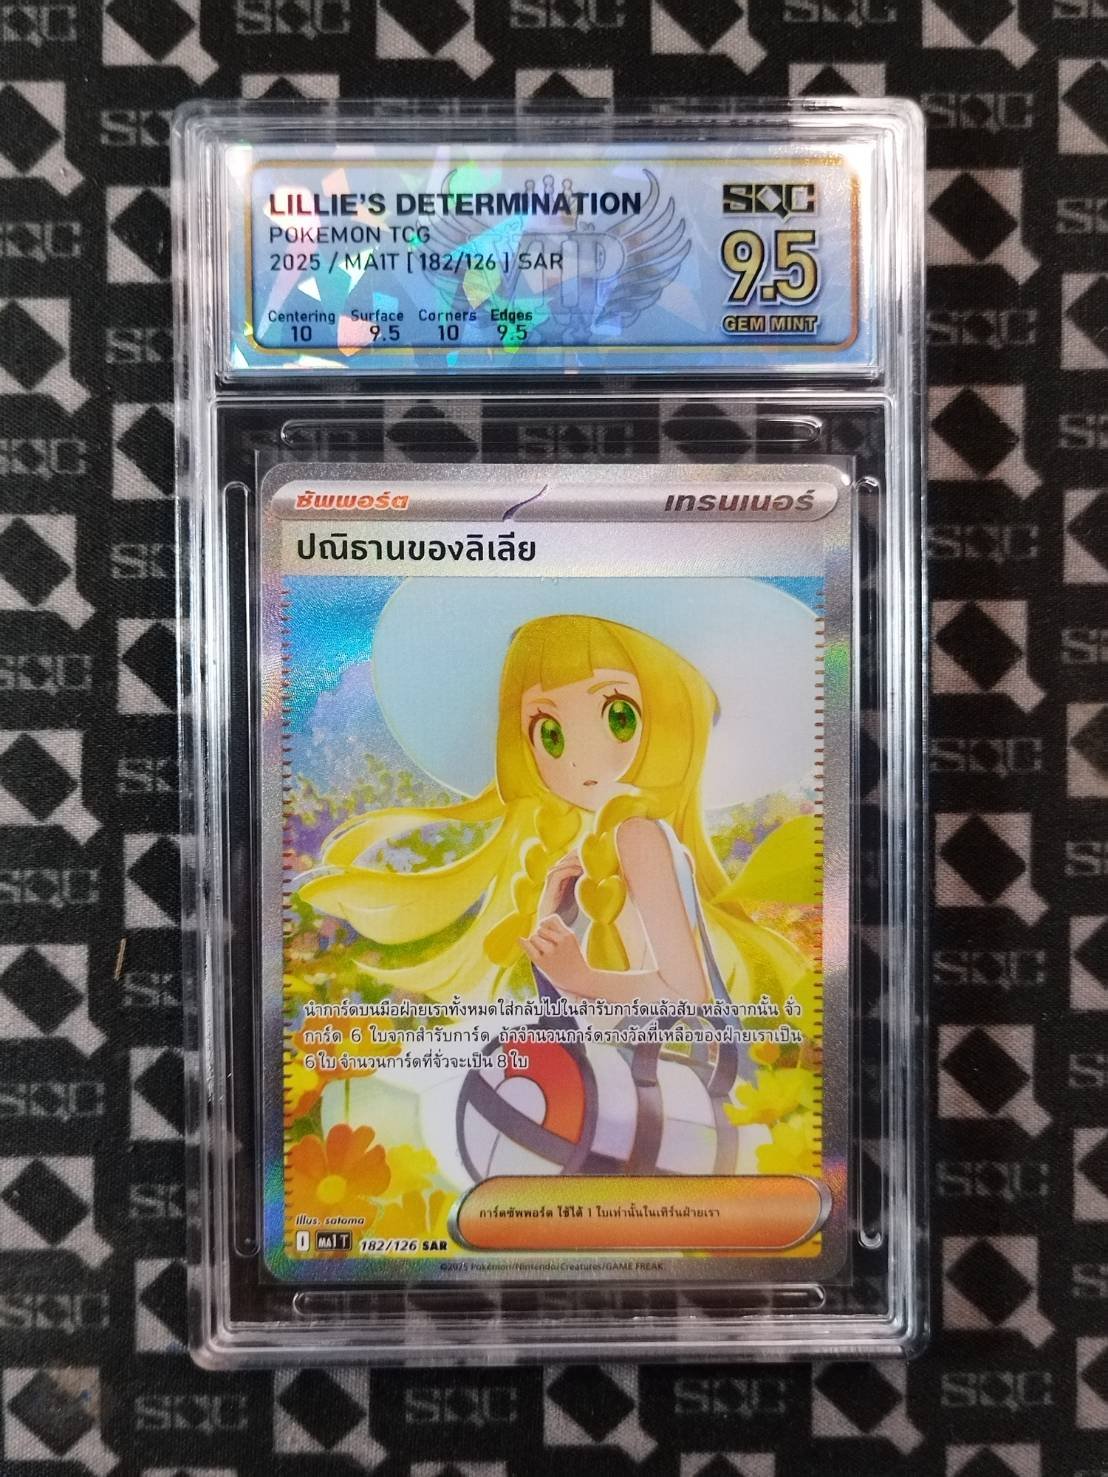 LILLIE'S DETERMINATION
POKEMON TCG
2025 / MA1T [ 182/126 ] SAR
Centering Surface Corners Edges
10 9.5 10 9.5
SQC
9.5
GEM MINT
ซัพพอร์ต
เทรนเนอร์
ปณิธานของลิเลีย
นำการ์ดบนมือฝ่ายเราทั้งหมดใส่กลับไปในสำรับการ์ดแล้วสับ หลังจากนั้น จั่ว
การ์ด 6 ใบจากสำรับการ์ด ถ้าจำนวนการ์ดรางวัลที่เหลือของฝ่ายเราเป็น
6 ใบ จำนวนการ์ดที่จั่วจะเป็น 8 ใบ
การ์ดซัพพอร์ต ใช้ได้ 1 ใบเท่านั้นในเทิร์นฝ่ายเรา
illus. satoma
I MA1 T 182/126 SAR
©2025 Pokémon/Nintendo/Creatures/GAME FREAK